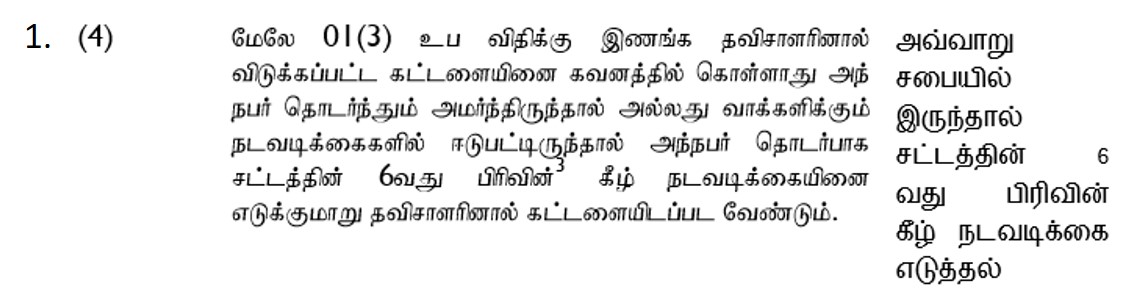 1. (4)
மேலே 01(3) உப விதிக்கு இணங்க தவிசாளரினால்
விடுக்கப்பட்ட கட்டளையினை கவனத்தில் கொள்ளாது அந்
நபர் தொடர்ந்தும் அமர்ந்திருந்தால் அல்லது வாக்களிக்கும்
நடவடிக்கைகளில் ஈடுபட்டிருந்தால் அந்நபர் தொடர்பாக
சட்டத்தின் 6வது பிரிவின்3 கீழ் நடவடிக்கையினை
எடுக்குமாறு தவிசாளரினால் கட்டளையிடப்பட வேண்டும்.
அவ்வாறு
சபையில்
இருந்தால்
சட்டத்தின் 6
வது பிரிவின்
கீழ் நடவடிக்கை
எடுத்தல்